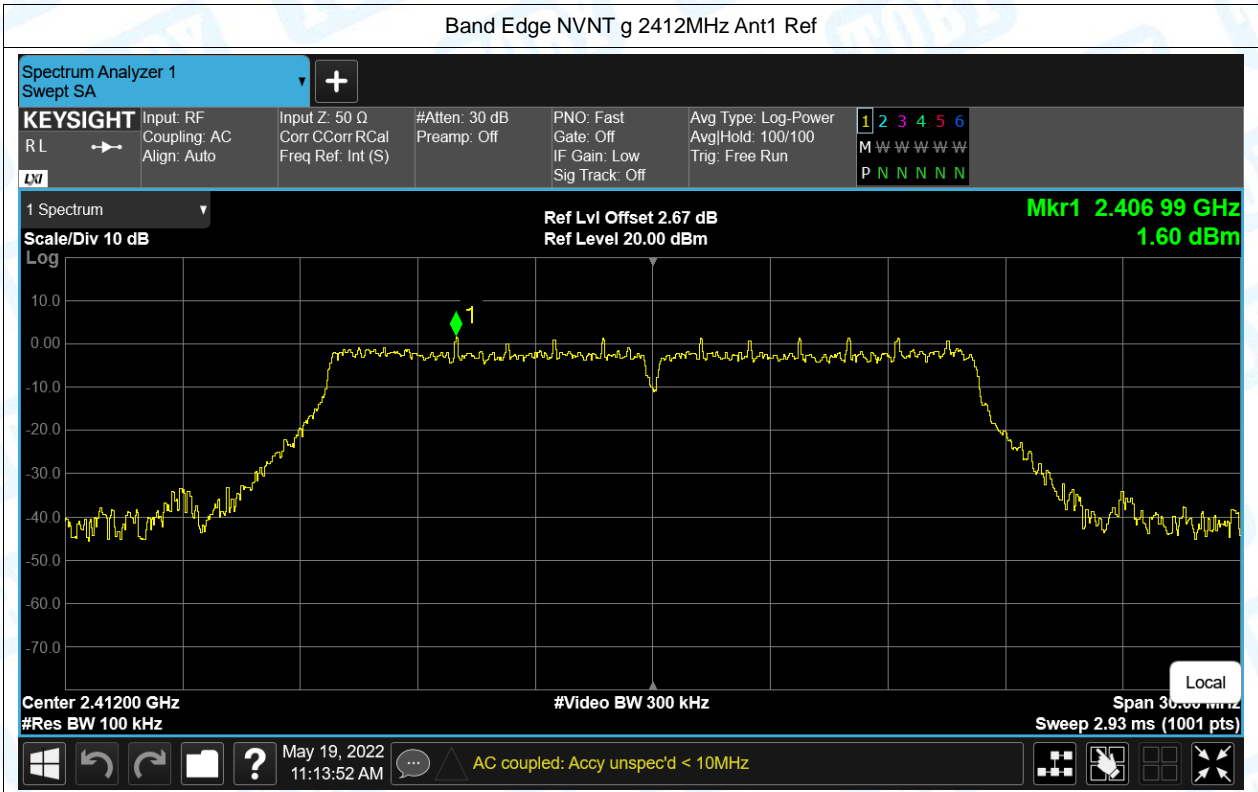 Band Edge NVNT g 2412MHz Ant1 Ref
Spectrum Analyzer 1
Swept SA
KEYSIGHT
R L
LXI
Input: RF
Coupling: AC
Align: Auto
Input Z: 50 Ω
Corr CCorr RCal
Freq Ref: Int (S)
#Atten: 30 dB
Preamp: Off
PNO: Fast
Gate: Off
IF Gain: Low
Sig Track: Off
Avg Type: Log-Power
Avg|Hold: 100/100
Trig: Free Run
1 2 3 4 5 6
M W W W W W
P N N N N N
1 Spectrum
Scale/Div 10 dB
Ref Lvl Offset 2.67 dB
Ref Level 20.00 dBm
Mkr1 2.406 99 GHz
1.60 dBm
Log
1
10.0
0.00
-10.0
-20.0
-30.0
-40.0
-50.0
-60.0
-70.0
Local
Center 2.41200 GHz
#Res BW 100 kHz
#Video BW 300 kHz
Span 30.00 MHz
Sweep 2.93 ms (1001 pts)
?
May 19, 2022
11:13:52 AM
AC coupled: Accy unspec'd < 10MHz